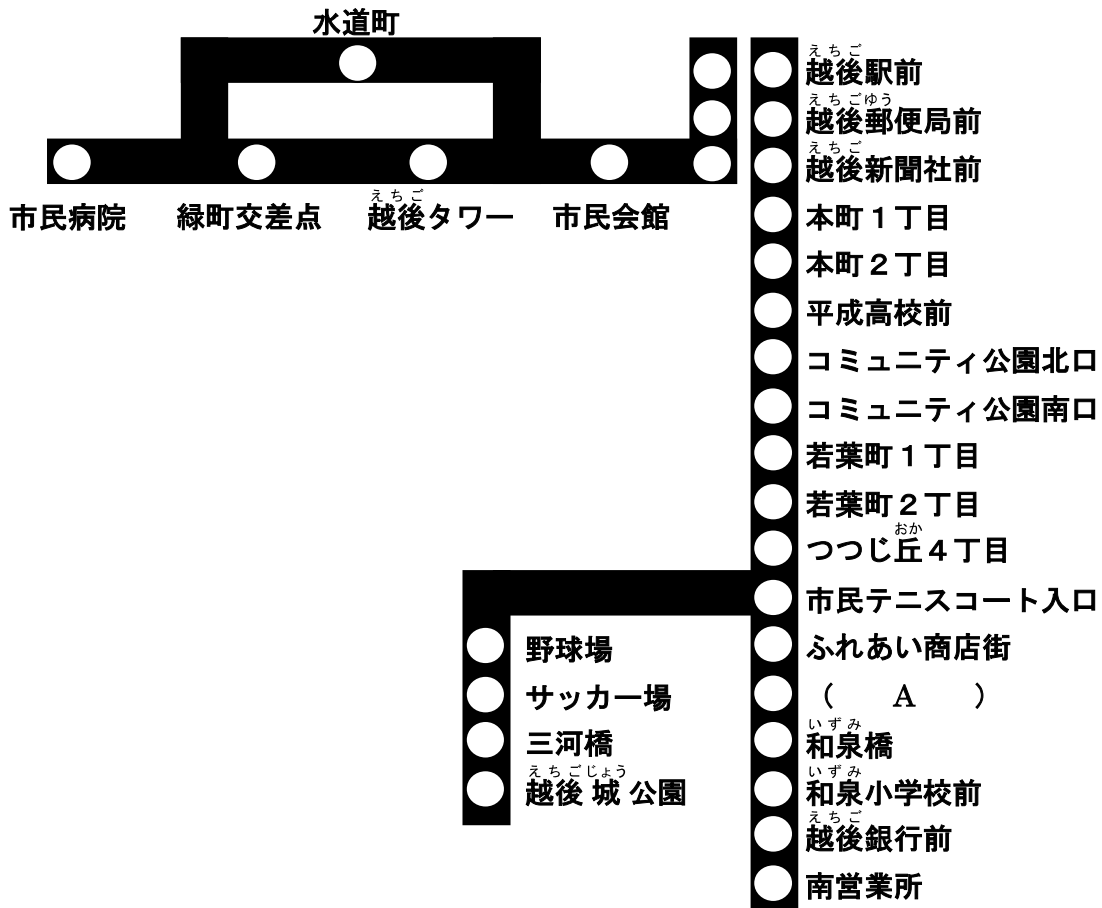 水道町
市民病院
緑町交差点
越後タワー
市民会館
越後駅前
越後郵便局前
越後新聞社前
本町1丁目
本町2丁目
平成高校前
コミュニティ公園北口
コミュニティ公園南口
若葉町1丁目
若葉町2丁目
つつじ丘4丁目
市民テニスコート入口
ふれあい商店街
（　A　）
和泉橋
和泉小学校前
越後銀行前
南営業所
野球場
サッカー場
三河橋
越後城公園
えちご
えちご
えちごゆう
えちご
おか
いずみ
いずみ
えちご
えちごじょう